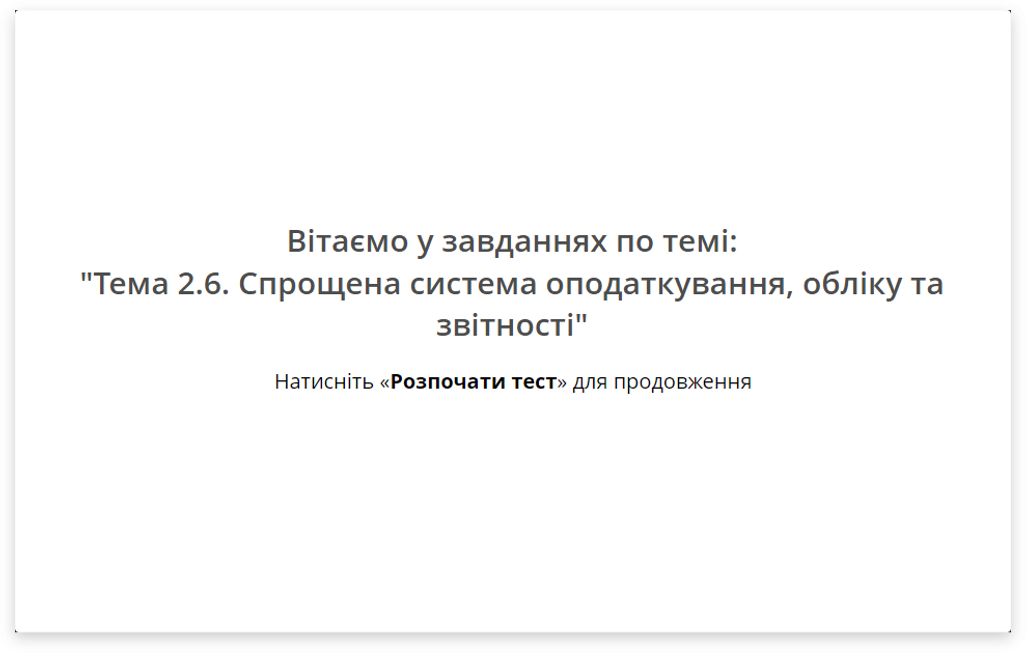 Вітаємо у завданнях по темі:
"Тема 2.6. Спрощена система оподаткування, обліку та
звітності"
Натисніть «Розпочати тест» для продовження